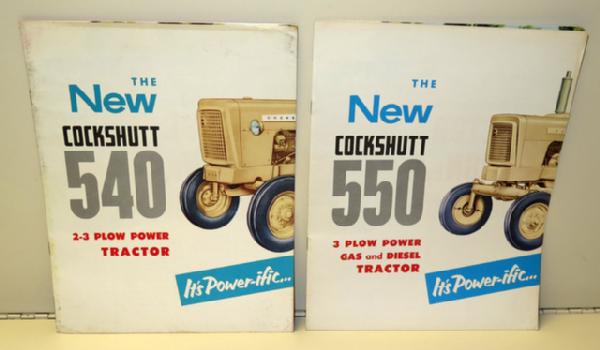 THE
New
COCKSHUTT
540
2-3 PLOW POWER
TRACTOR
It's Power-ific...
THE
New
COCKSHUTT
550
3 PLOW POWER
GAS and DIESEL
TRACTOR
It's Power-ific...